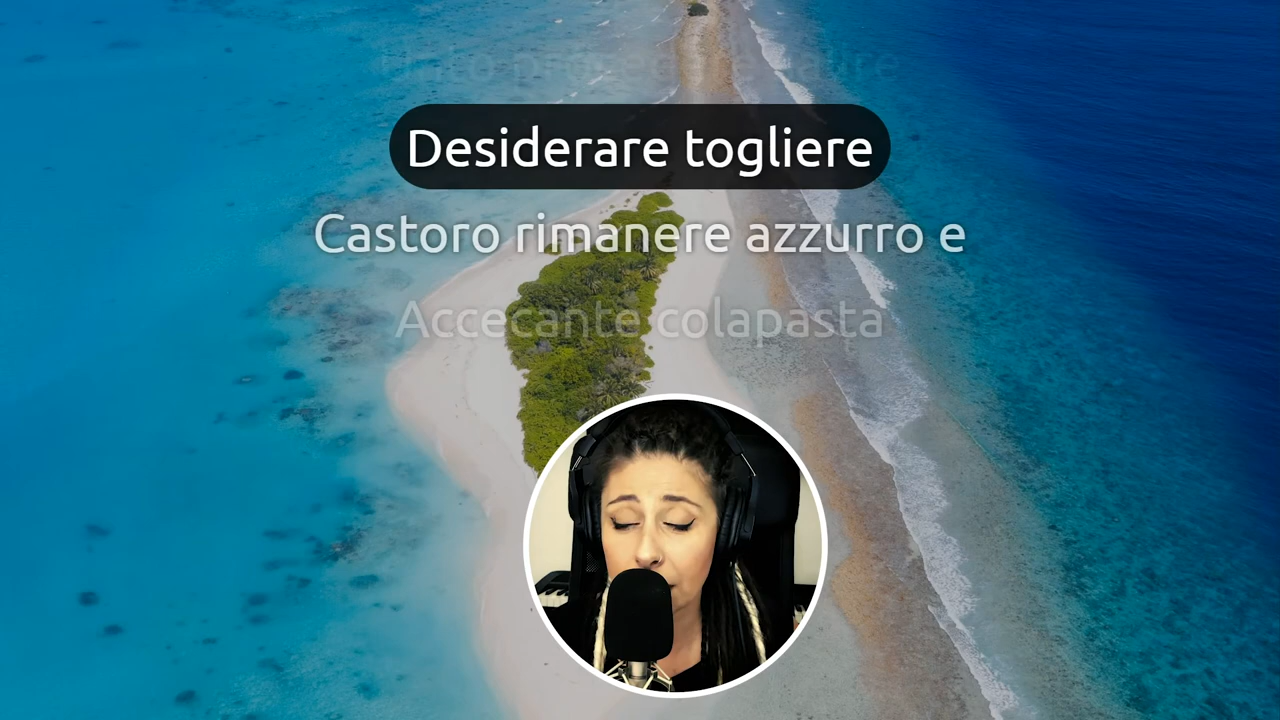 Desiderare togliere
Castoro rimanere azzurro e
Accecante colapasta